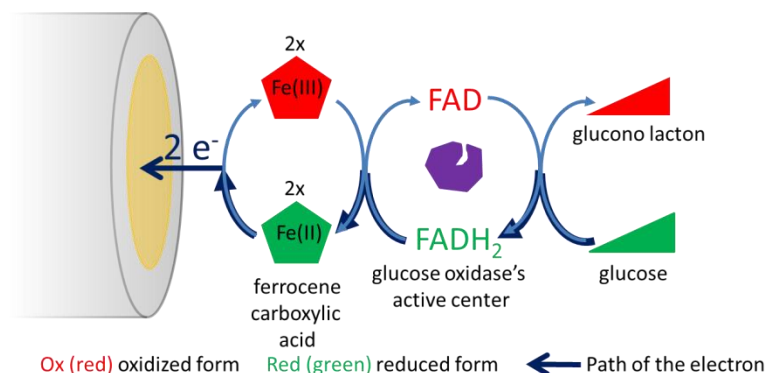 2x
Fe(III)
FAD
glucono lacton
2 e-
2x
Fe(II)
FADH₂
glucose oxidase's
active center
glucose
ferrocene
carboxylic
acid
Ox (red) oxidized form Red (green) reduced form Path of the electron